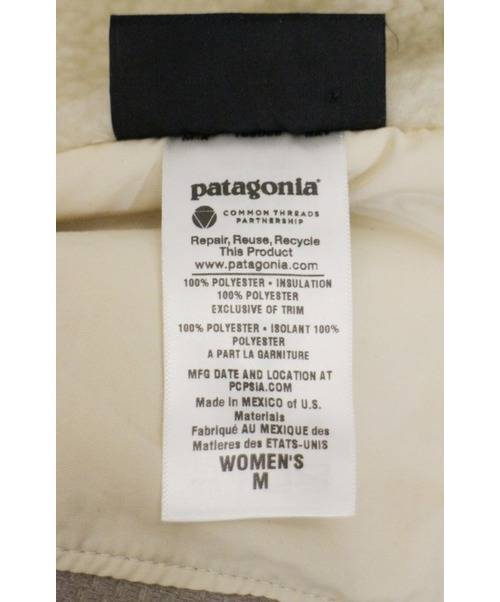 patagonia®
COMMON THREADS
PARTNERSHIP
Repair, Reuse, Recycle
This Product
www.patagonia.com
100% POLYESTER • INSULATION
100% POLYESTER
EXCLUSIVE OF TRIM
100% POLYESTER • ISOLANT 100%
POLYESTER
A PART LA GARNITURE
MFG DATE AND LOCATION AT
PCPSIA.COM
Made in MEXICO of U.S.
Materials
Fabriqué AU MEXIQUE des
Matieres des ETATS-UNIS
WOMEN'S
M